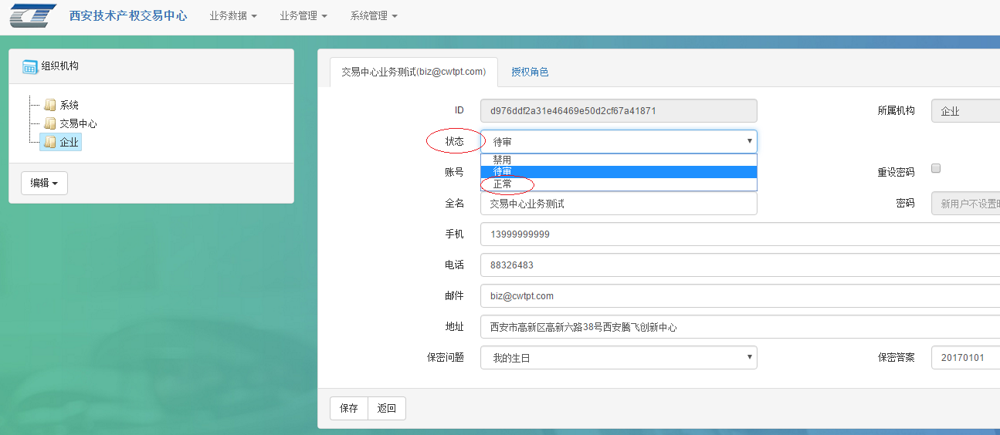 西安技术产权交易中心 业务数据 业务管理 系统管理
组织机构
系统
交易中心
企业
编辑
交易中心业务测试(biz@cwtpt.com) 授权角色
ID d976ddf2a31e46469e50d2cf67a41871 所属机构 企业
状态 待审
禁用
待审
正常
账号 重设密码
全名 交易中心业务测试 密码 新用户不设置
手机 13999999999
电话 88326483
邮件 biz@cwtpt.com
地址 西安市高新区高新六路38号西安腾飞创新中心
保密问题 我的生日 保密答案 20170101
保存 返回